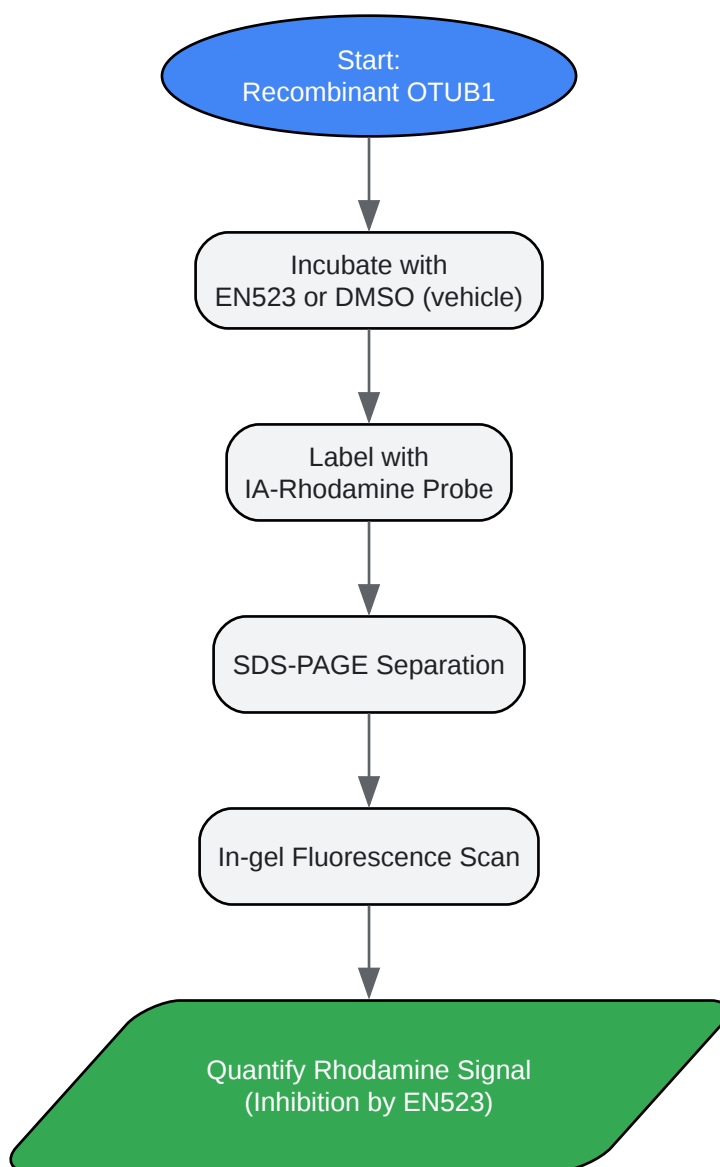 Start:
Recombinant OTUB1
Incubate with
EN523 or DMSO (vehicle)
Label with
IA-Rhodamine Probe
SDS-PAGE Separation
In-gel Fluorescence Scan
Quantify Rhodamine Signal
(Inhibition by EN523)